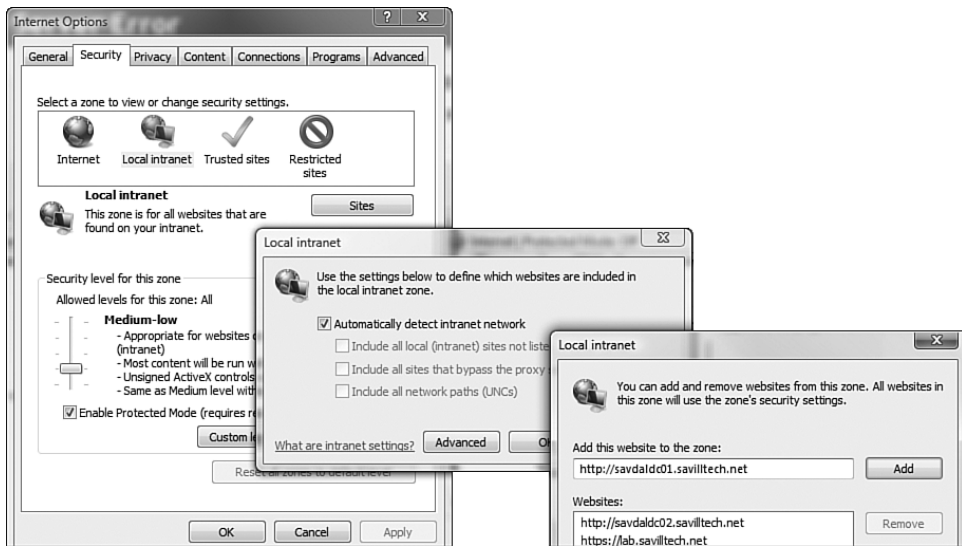 Internet Options
General Security Privacy Content Connections Programs Advanced
Select a zone to view or change security settings.
Internet Local intranet Trusted sites Restricted
sites
Local intranet
This zone is for all websites that are
found on your intranet.
Sites
Security level for this zone
Allowed levels for this zone: All
Medium-low
- Appropriate for websites
(intranet)
- Most content will be run
- Unsigned ActiveX controls
- Same as Medium level
Enable Protected Mode (requires
Custom
Reset all zones to default level
OK Cancel Apply
Local intranet
Use the settings below to define which websites are included in
the local intranet zone.
Automatically detect intranet network
Include all local (intranet) sites not
Include all sites that bypass the proxy
Include all network paths (UNCs)
What are intranet settings? Advanced
Local intranet
You can add and remove websites from this zone. All websites in
this zone will use the zone's security settings.
Add this website to the zone:
http://savdaldc01.savilltech.net Add
Websites:
http://savdaldc02.savilltech.net Remove
https://lab.savilltech.net